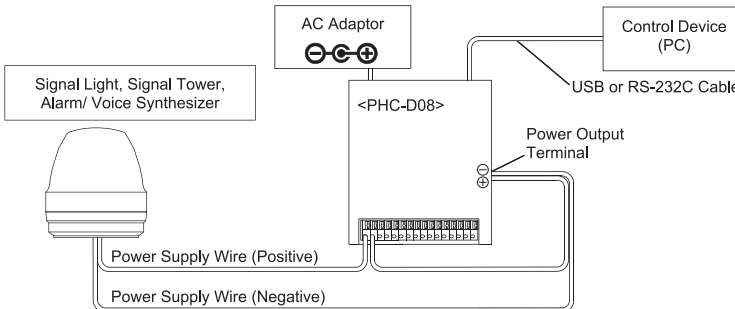 AC Adaptor
Control Device
(PC)
Signal Light, Signal Tower,
Alarm/ Voice Synthesizer
USB or RS-232C Cable
<PHC-D08>
Power Output
Terminal
Power Supply Wire (Positive)
Power Supply Wire (Negative)